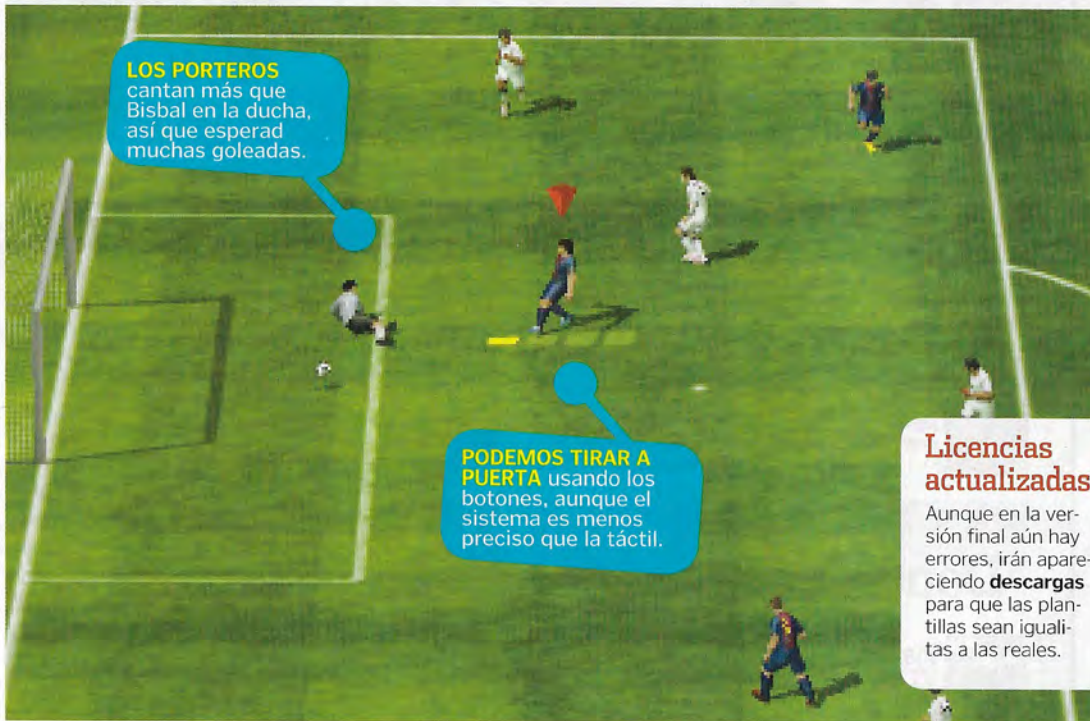 LOS PORTEROS
cantan más que
Bisbal en la ducha,
así que esperad
muchas goleadas.
PODEMOS TIRAR A
PUERTA usando los
botones, aunque el
sistema es menos
preciso que la táctil.
Licencias
actualizadas
Aunque en la ver-
sión final aún hay
errores, irán apare-
ciendo descargas
para que las plan-
tillas sean iguali-
tas a las reales.